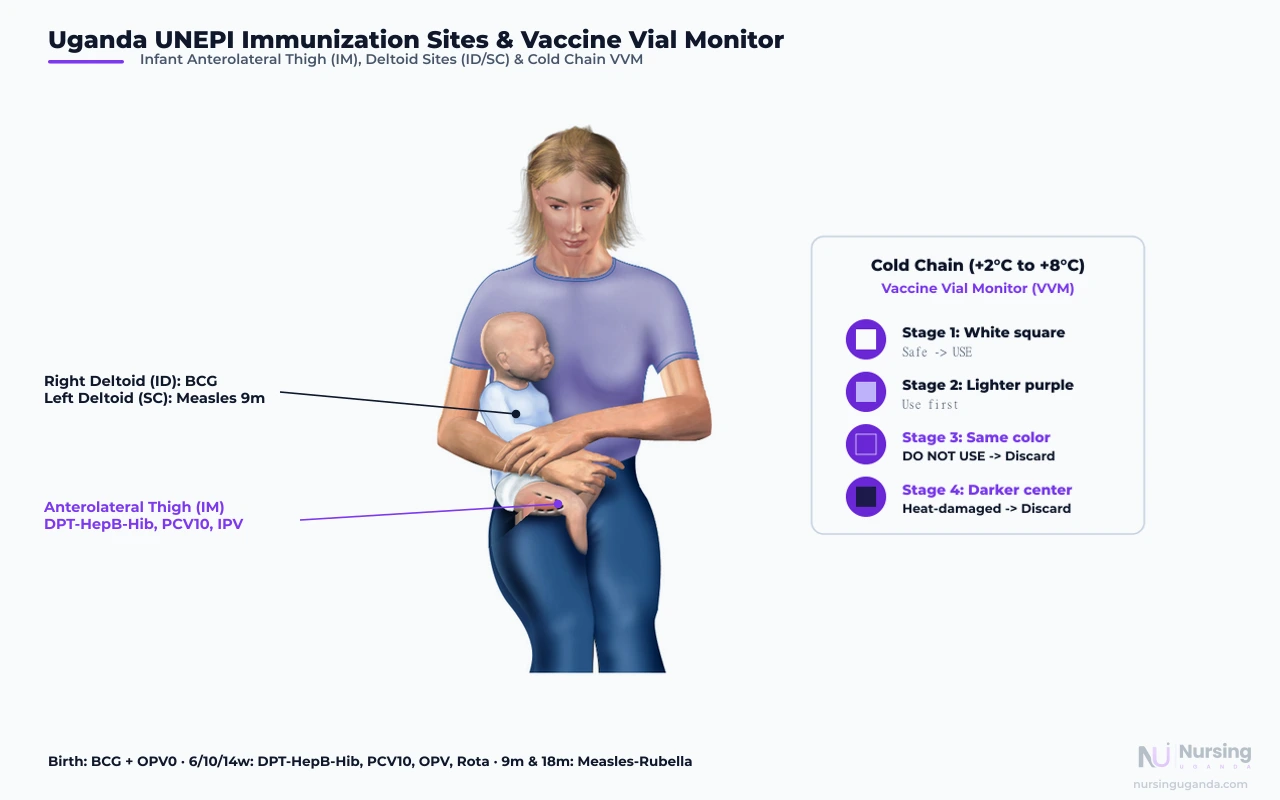 Uganda UNEPI Immunization Sites & Vaccine Vial Monitor
Infant Anterolateral Thigh (IM), Deltoid Sites (ID/SC) & Cold Chain VVM
Right Deltoid (ID): BCG
Left Deltoid (SC): Measles 9m
Anterolateral Thigh (IM)
DPT-HepB-Hib, PCV10, IPV
Cold Chain (+2°C to +8°C)
Vaccine Vial Monitor (VVM)
Stage 1: White square
Safe -> USE
Stage 2: Lighter purple
Use first
Stage 3: Same color
DO NOT USE -> Discard
Stage 4: Darker center
Heat-damaged -> Discard
Birth: BCG + OPV0 · 6/10/14w: DPT-HepB-Hib, PCV10, OPV, Rota · 9m & 18m: Measles-Rubella
NU Nursing
UGANDA
nursinguganda.com